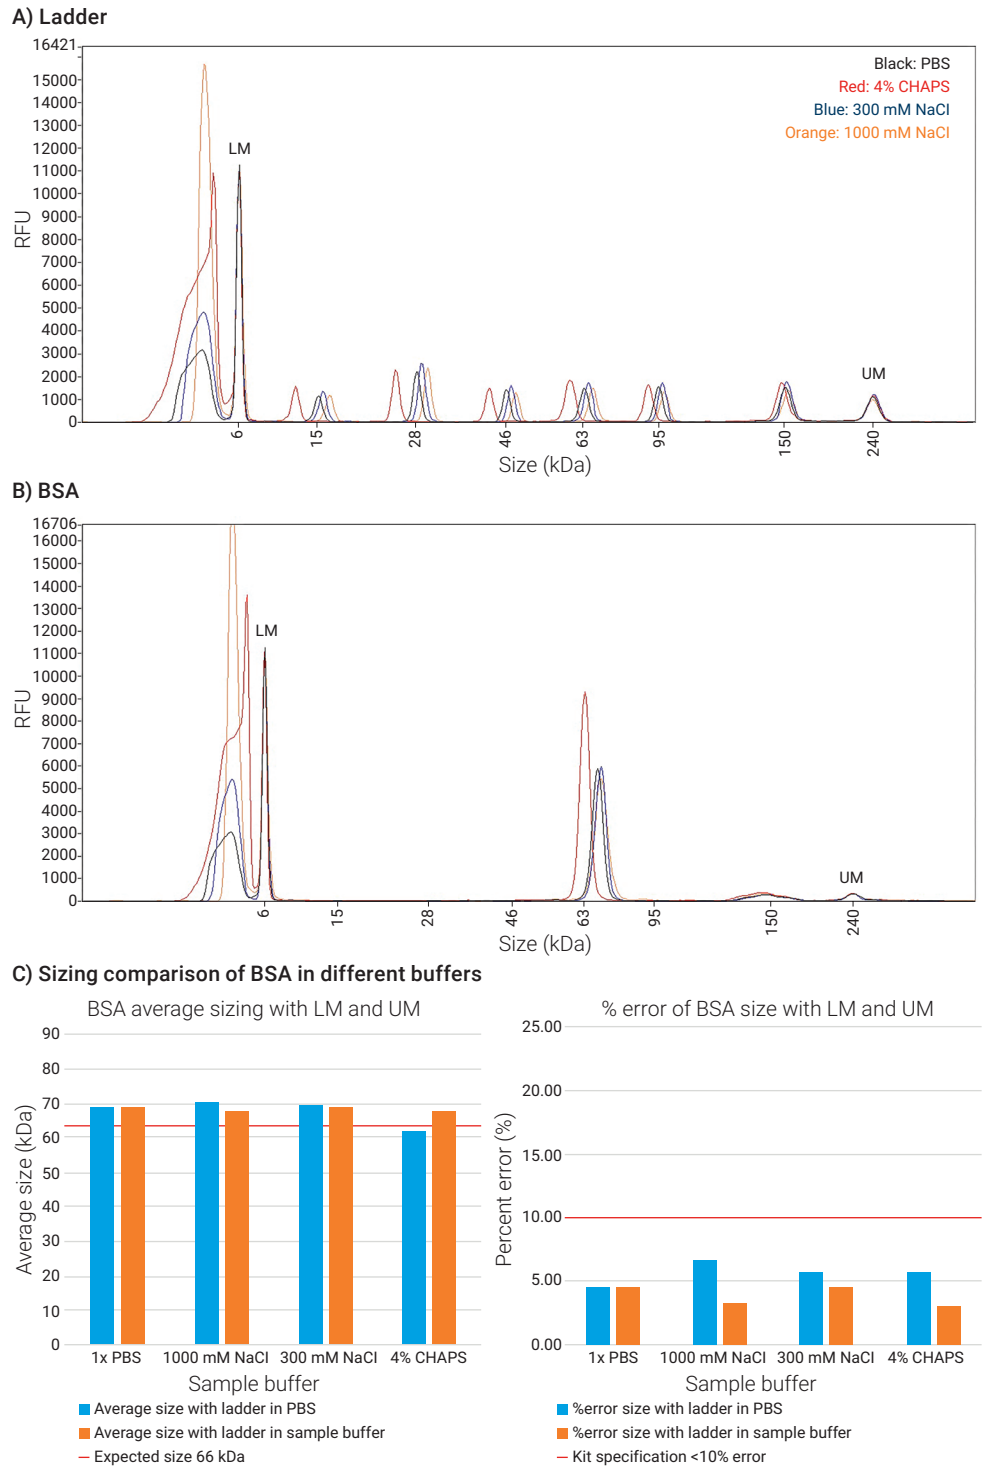 A) Ladder
16421
15000
14000
13000
12000
11000
10000
9000
8000
7000
6000
5000
4000
3000
2000
1000
0
RFU
LM
UM
Black: PBS
Red: 4% CHAPS
Blue: 300 mM NaCl
Orange: 1000 mM NaCl
6 15 28 46 63 95 150 240
Size (kDa)
B) BSA
16706
16000
15000
14000
13000
12000
11000
10000
9000
8000
7000
6000
5000
4000
3000
2000
1000
0
RFU
LM
UM
6 15 28 46 63 95 150 240
Size (kDa)
C) Sizing comparison of BSA in different buffers
BSA average sizing with LM and UM
90
80
70
60
50
40
30
20
10
0
Average size (kDa)
1x PBS 1000 mM NaCl 300 mM NaCl 4% CHAPS
Sample buffer
Average size with ladder in PBS
Average size with ladder in sample buffer
Expected size 66 kDa
% error of BSA size with LM and UM
25.00
20.00
15.00
10.00
5.00
0.00
Percent error (%)
1x PBS 1000 mM NaCl 300 mM NaCl 4% CHAPS
Sample buffer
%error size with ladder in PBS
%error size with ladder in sample buffer
Kit specification <10% error